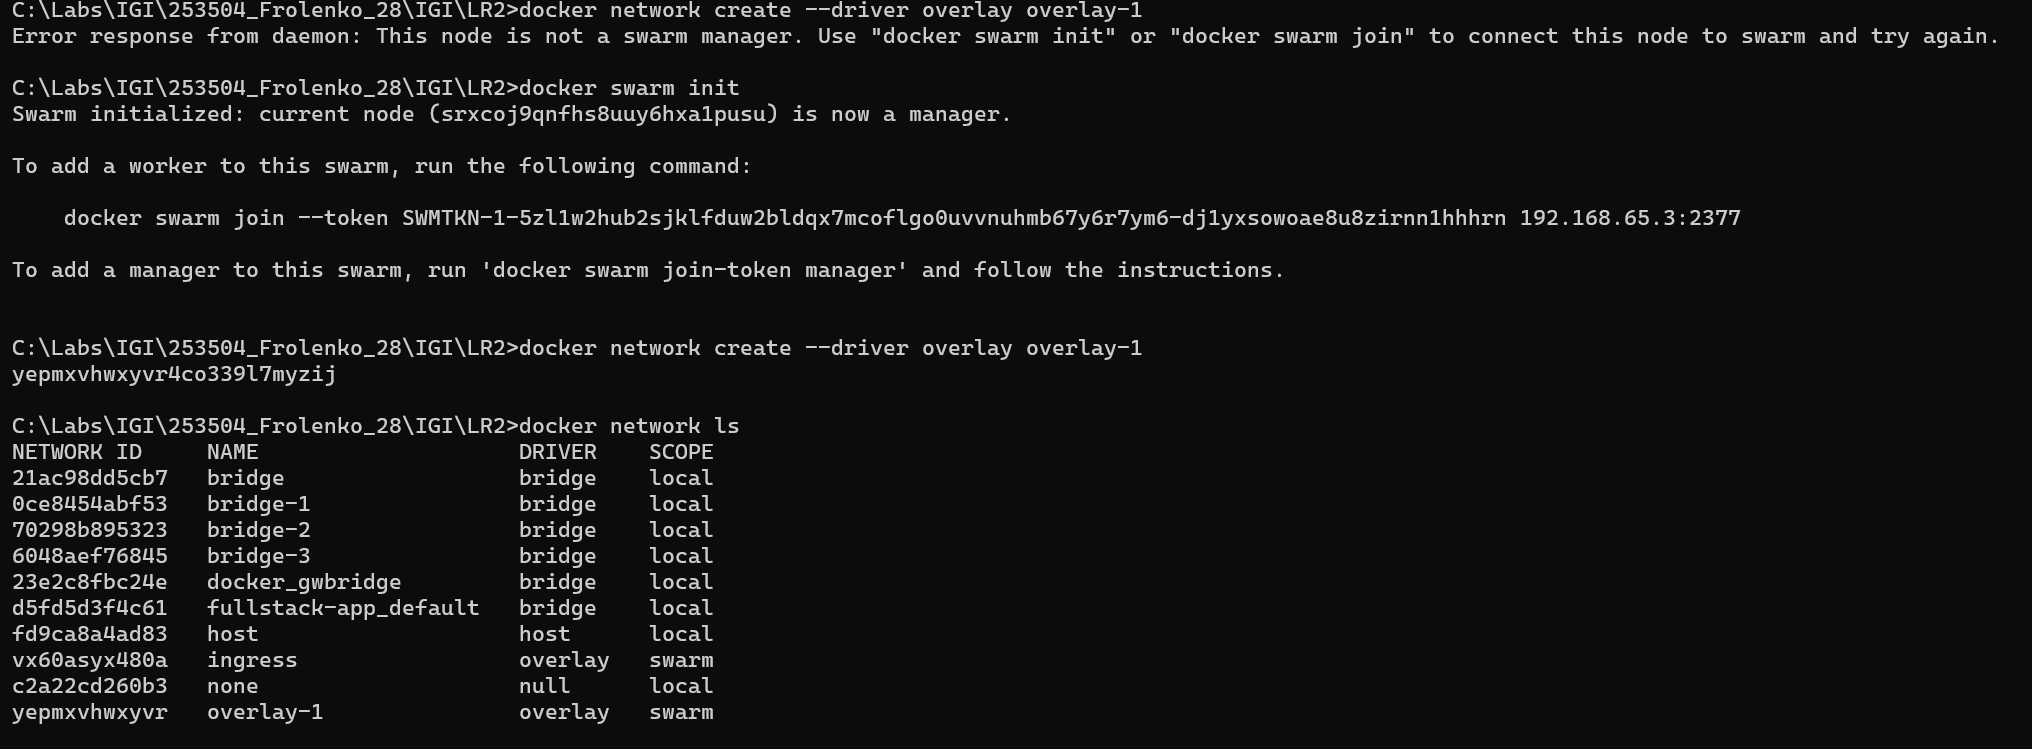 C:\Labs\IGI\253504_Frolenko_28\IGI\LR2>docker network create --driver overlay overlay-1
Error response from daemon: This node is not a swarm manager. Use "docker swarm init" or "docker swarm join" to connect this node to swarm and try again.
C:\Labs\IGI\253504_Frolenko_28\IGI\LR2>docker swarm init
Swarm initialized: current node (srxcoj9qnfhs8uuy6hxa1pusu) is now a manager.
To add a worker to this swarm, run the following command:
docker swarm join --token SWMTKN-1-5zl1w2hub2sjklfduw2bldqx7mcoflgo0uvvnuhmb67y6r7ym6-dj1yxsowoae8u8zirnn1hhhrn 192.168.65.3:2377
To add a manager to this swarm, run 'docker swarm join-token manager' and follow the instructions.
C:\Labs\IGI\253504_Frolenko_28\IGI\LR2>docker network create --driver overlay overlay-1
yepmxvhwxyvr4co339l7myzij
C:\Labs\IGI\253504_Frolenko_28\IGI\LR2>docker network ls
NETWORK ID     NAME                    DRIVER    SCOPE
21ac98dd5cb7   bridge                  bridge    local
0ce8454abf53   bridge-1                bridge    local
70298b895323   bridge-2                bridge    local
6048aef76845   bridge-3                bridge    local
23e2c8fbc24e   docker_gwbridge         bridge    local
d5fd5d3f4c61   fullstack-app_default   bridge    local
fd9ca8a4ad83   host                    host      local
vx60asyx480a   ingress                 overlay   swarm
c2a22cd260b3   none                    null      local
yepmxvhwxyvr   overlay-1               overlay   swarm